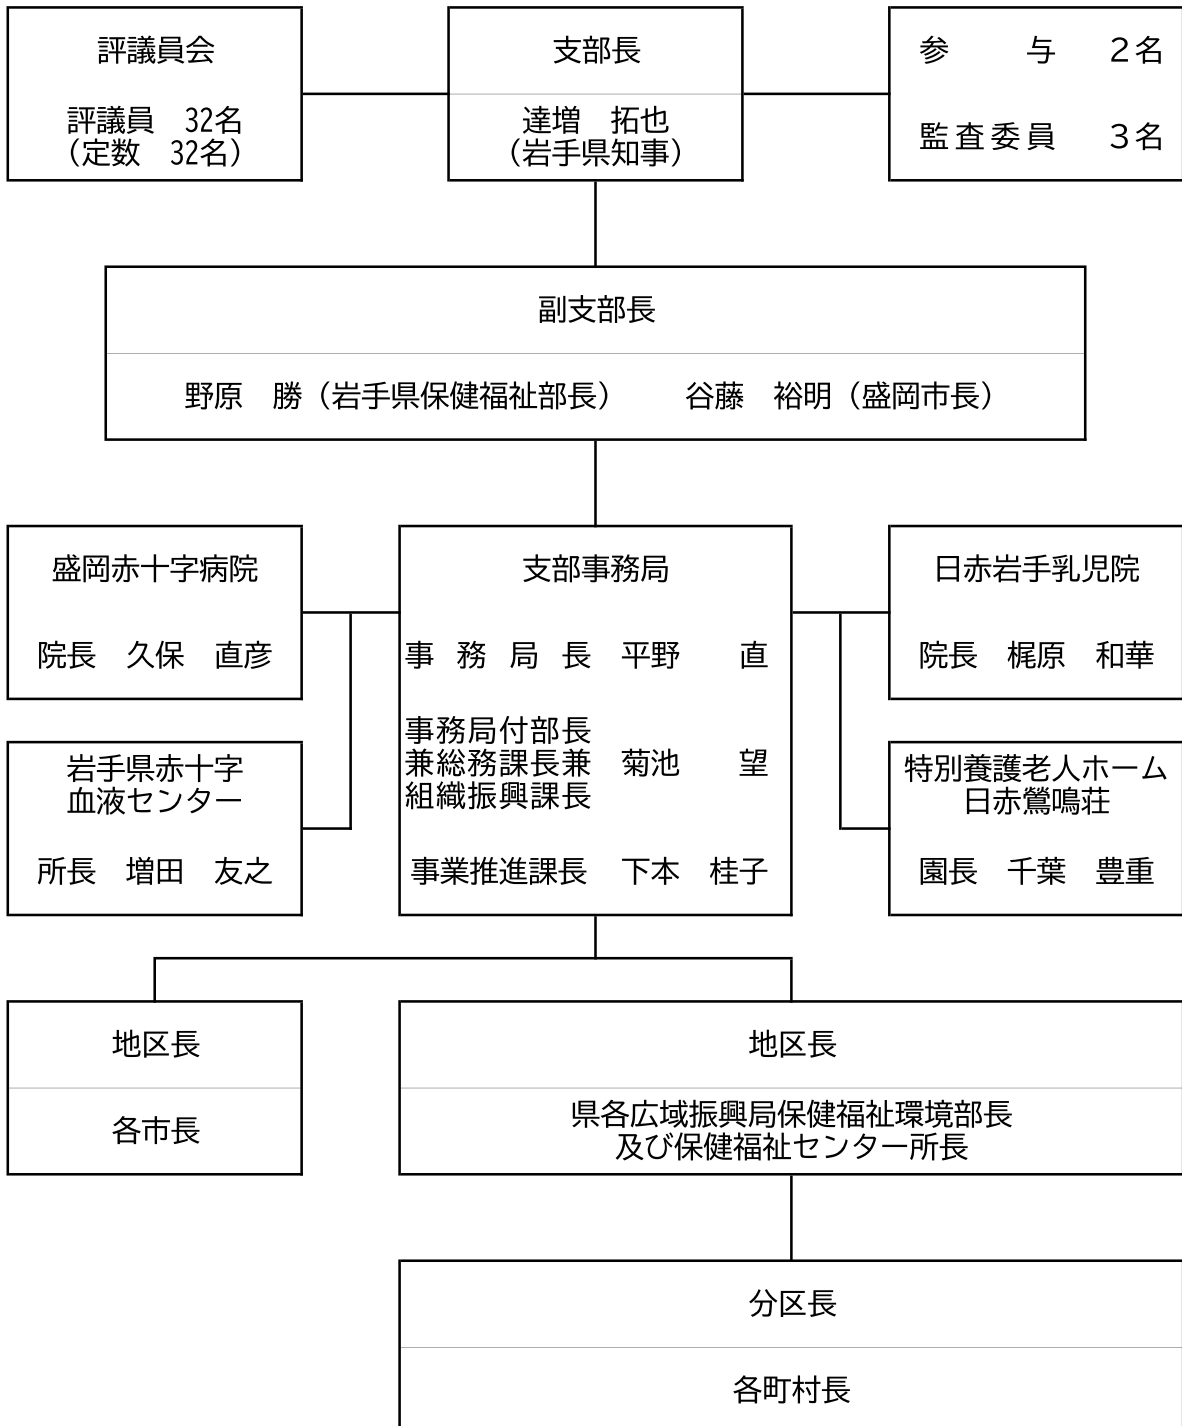 評議員会
評議員　32名
（定数　32名）
支部長
達増　拓也
（岩手県知事）
参　　与　２名
監査委員　３名
副支部長
野原　勝（岩手県保健福祉部長）　　谷藤　裕明（盛岡市長）
盛岡赤十字病院
院長　久保　直彦
岩手県赤十字
血液センター
所長　増田　友之
支部事務局
事務局長　平野　　直
事務局付部長
兼総務課長兼　菊池　　望
組織振興課長
事業推進課長　下本　桂子
日赤岩手乳児院
院長　梶原　和華
特別養護老人ホーム
日赤鶯鳴荘
園長　千葉　豊重
地区長
各市長
地区長
県各広域振興局保健福祉環境部長
及び保健福祉センター所長
分区長
各町村長